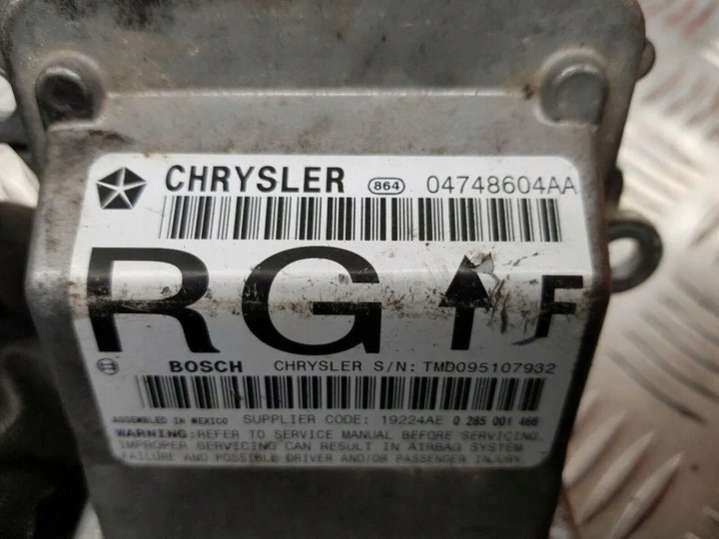 CHRYSLER 864 04748604AA
RG F
BOSCH CHRYSLER S/N: TMD095107932
ASSEMBLED IN MEXICO SUPPLIER CODE: 19224AE 0 285 001 466
WARNING: REFER TO SERVICE MANUAL BEFORE SERVICING.
IMPROPER SERVICING CAN RESULT IN AIRBAG SYSTEM
FAILURE AND POSSIBLE DRIVER AND/OR PASSENGER INJURY.